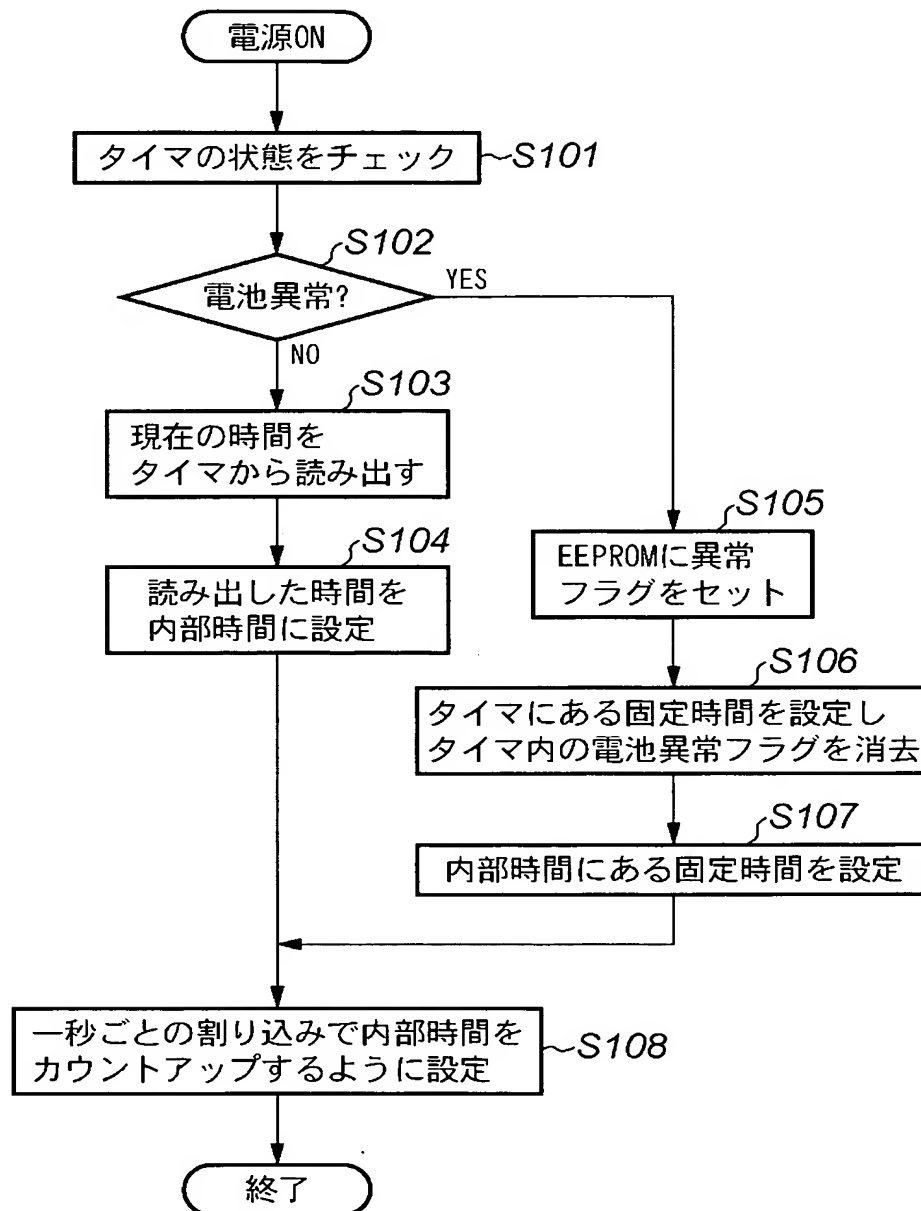 電源ON
タイマの状態をチェック
S101
S102
電池異常?
YES
NO
S103
現在の時間を
タイマから読み出す
S104
読み出した時間を
内部時間に設定
S105
EEPROMに異常
フラグをセット
S106
タイマにある固定時間を設定し
タイマ内の電池異常フラグを消去
S107
内部時間にある固定時間を設定
一秒ごとの割り込みで内部時間を
カウントアップするように設定
S108
終了